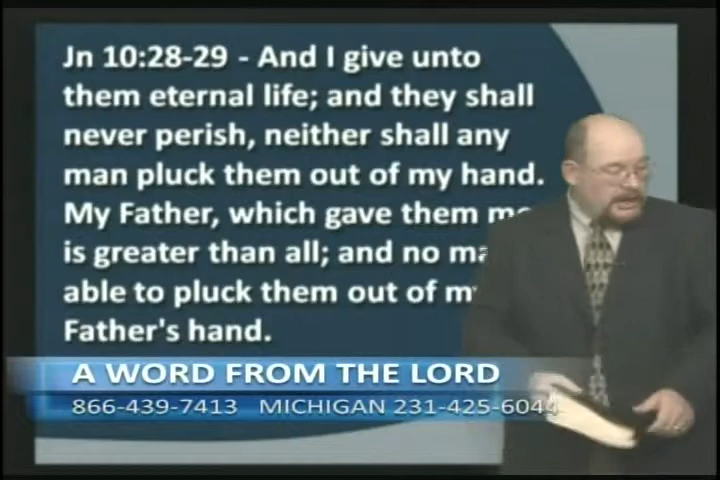 Jn 10:28-29 - And I give unto
them eternal life; and they shall
never perish, neither shall any
man pluck them out of my hand.
My Father, which gave them
is greater than all; and no
able to pluck them out of
Father's hand.
A WORD FROM THE LORD
866-439-7413 MICHIGAN 231-425-6044